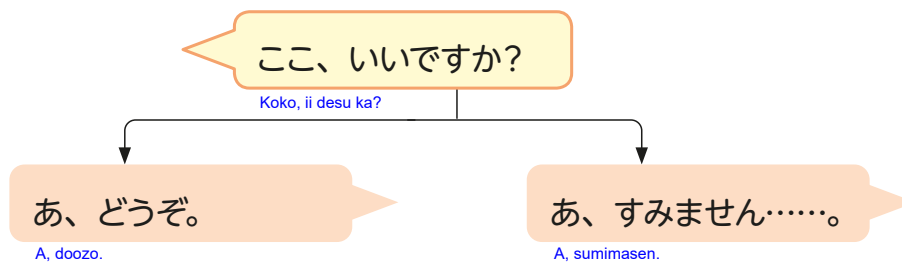 ここ、いいですか？
Koko, ii desu ka?
あ、どうぞ。
A, doozo.
あ、すみません……。
A, sumimasen.